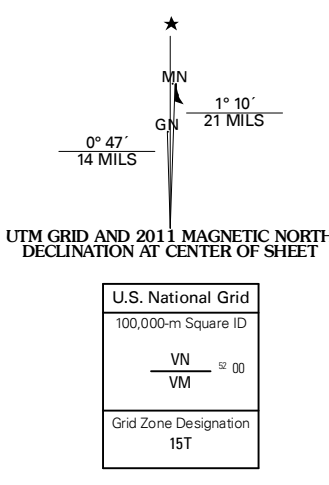 ★
MN
1° 10´
21 MILS
GN
0° 47´
14 MILS
UTM GRID AND 2011 MAGNETIC NORTH
DECLINATION AT CENTER OF SHEET
U.S. National Grid
100,000-m Square ID
VN
52 00
VM
Grid Zone Designation
15T